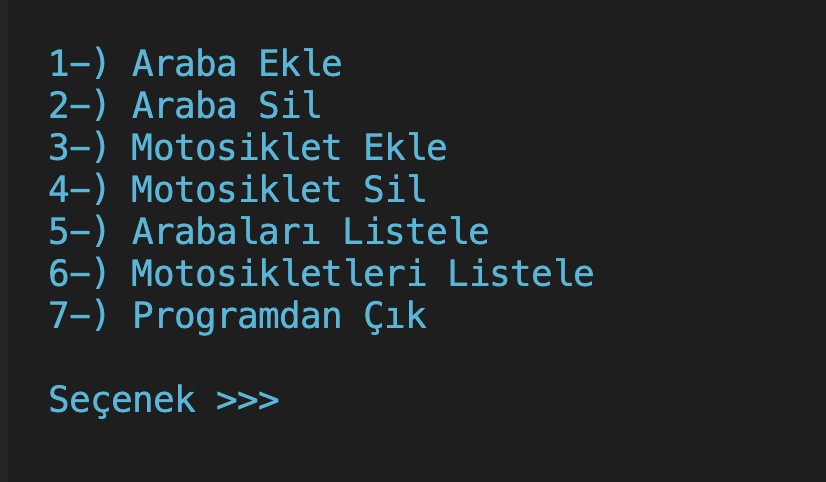 1-) Araba Ekle
2-) Araba Sil
3-) Motosiklet Ekle
4-) Motosiklet Sil
5-) Arabaları Listele
6-) Motosikletleri Listele
7-) Programdan Çık
Seçenek >>>